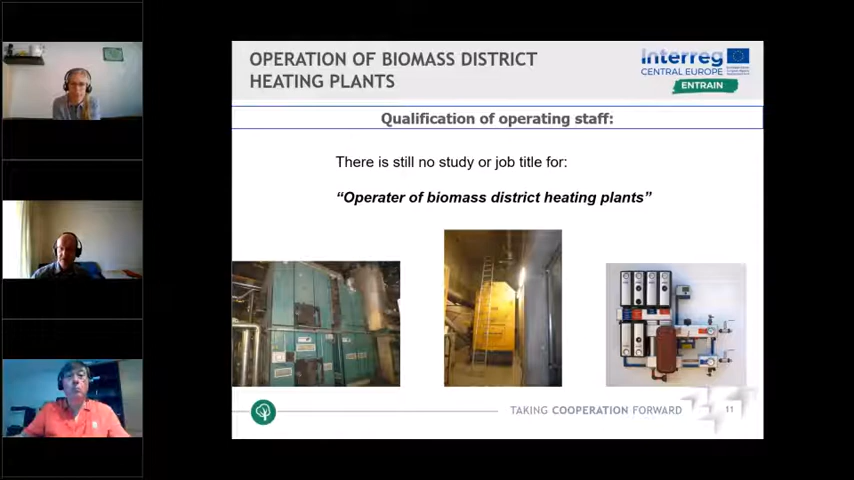 OPERATION OF BIOMASS DISTRICT
HEATING PLANTS
Interreg
CENTRAL EUROPE
ENTRAIN
Qualification of operating staff:
There is still no study or job title for:
“Operater of biomass district heating plants”
TAKING COOPERATION FORWARD
11